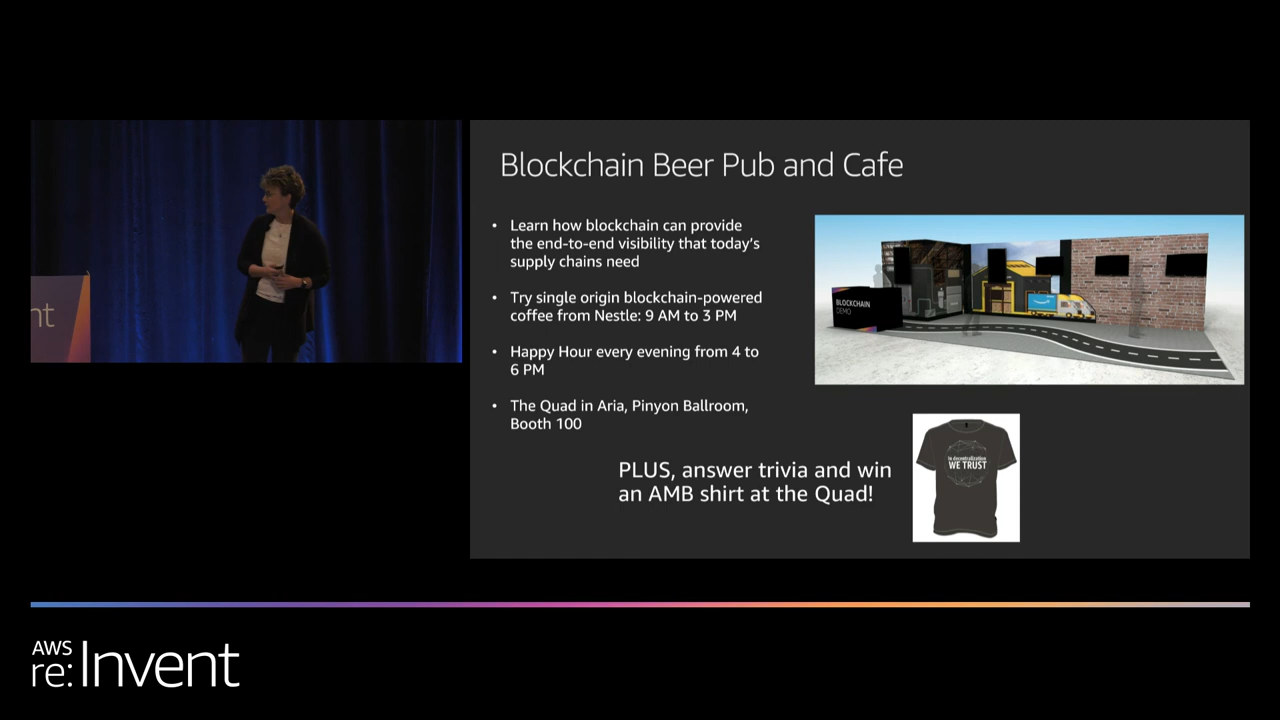 Blockchain Beer Pub and Cafe
• Learn how blockchain can provide
the end-to-end visibility that today's
supply chains need
• Try single origin blockchain-powered
coffee from Nestle: 9 AM to 3 PM
• Happy Hour every evening from 4 to
6 PM
• The Quad in Aria, Pinyon Ballroom,
Booth 100
PLUS, answer trivia and win
an AMB shirt at the Quad!
BLOCKCHAIN
DEMO
In decentralization
WE TRUST
nt
AWS
re:Invent